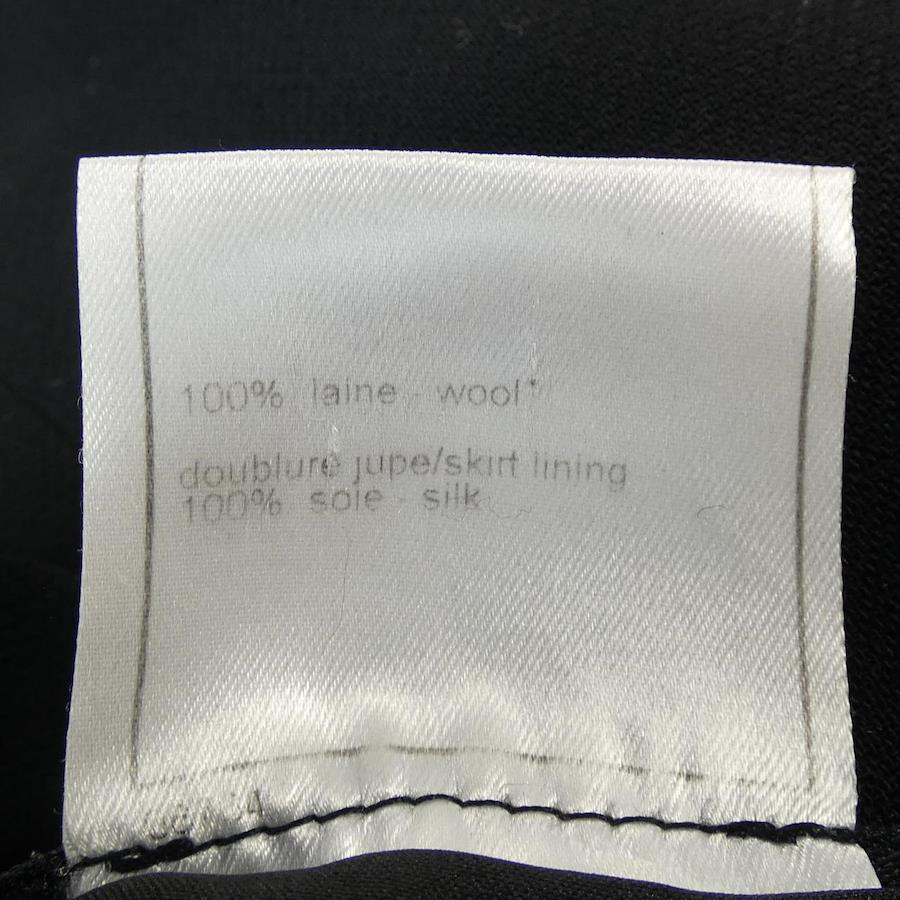 100% laine - wool*
doublure jupe/skirt lining
100% soie - silk